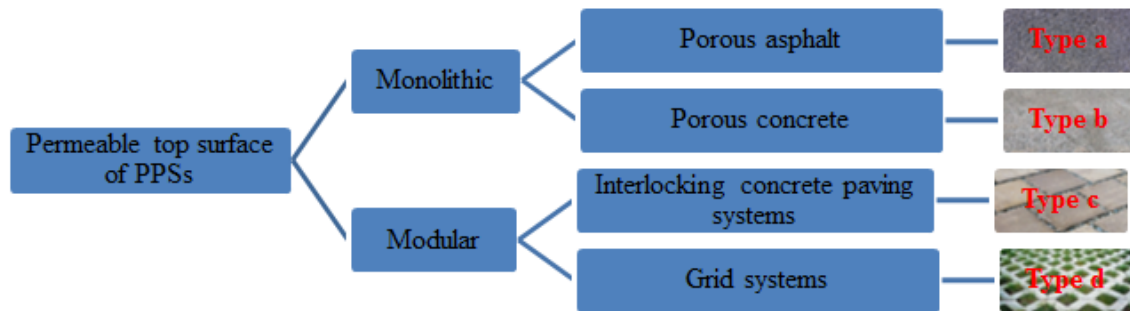 Porous asphalt
Type a
Monolithic
Porous concrete
Type b
Permeable top surface
of PPSs
Interlocking concrete paving
systems
Type c
Modular
Grid systems
Type d